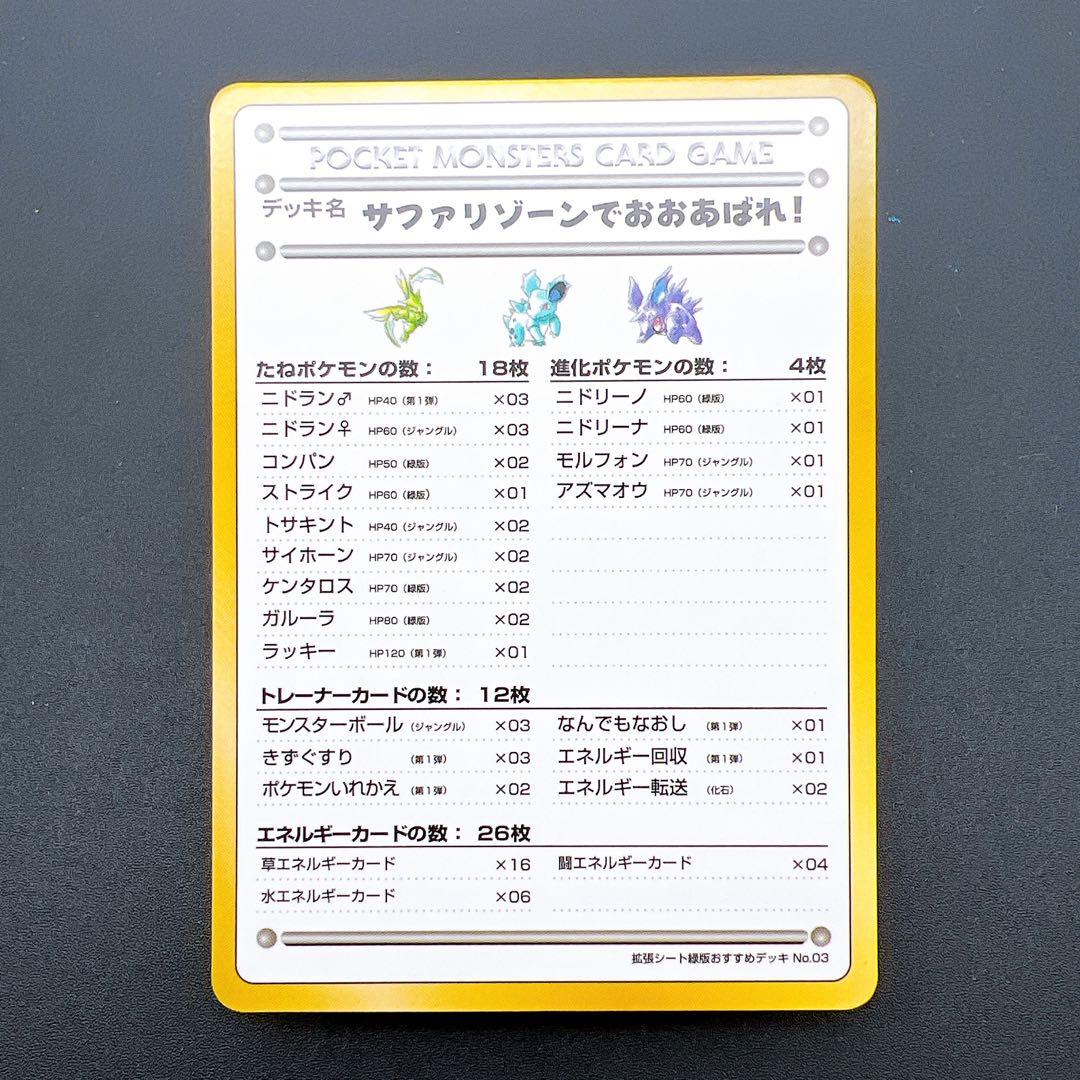 POCKET MONSTERS CARD GAME
デッキ名 サファリゾーンでおおあばれ!
たねポケモンの数: 18枚
ニドラン♂ HP40(第1弾) ×03
ニドラン♀ HP60(ジャングル) ×03
コンパン HP50(緑版) ×02
ストライク HP60(緑版) ×01
トサキント HP40(ジャングル) ×02
サイホーン HP70(ジャングル) ×02
ケンタロス HP70(緑版) ×02
ガルーラ HP80(緑版) ×02
ラッキー HP120(第1弾) ×01
進化ポケモンの数: 4枚
ニドリーノ HP60(緑版) ×01
ニドリーナ HP60(緑版) ×01
モルフォン HP70(ジャングル) ×01
アズマオウ HP70(ジャングル) ×01
トレーナーカードの数: 12枚
モンスターボール(ジャングル) ×03
きずぐすり (第1弾) ×03
ポケモンいれかえ(第1弾) ×02
なんでもなおし (第1弾) ×01
エネルギー回収 (第1弾) ×01
エネルギー転送 (化石) ×02
エネルギーカードの数: 26枚
草エネルギーカード ×16
水エネルギーカード ×06
闘エネルギーカード ×04
拡張シート緑版おすすめデッキ No.03